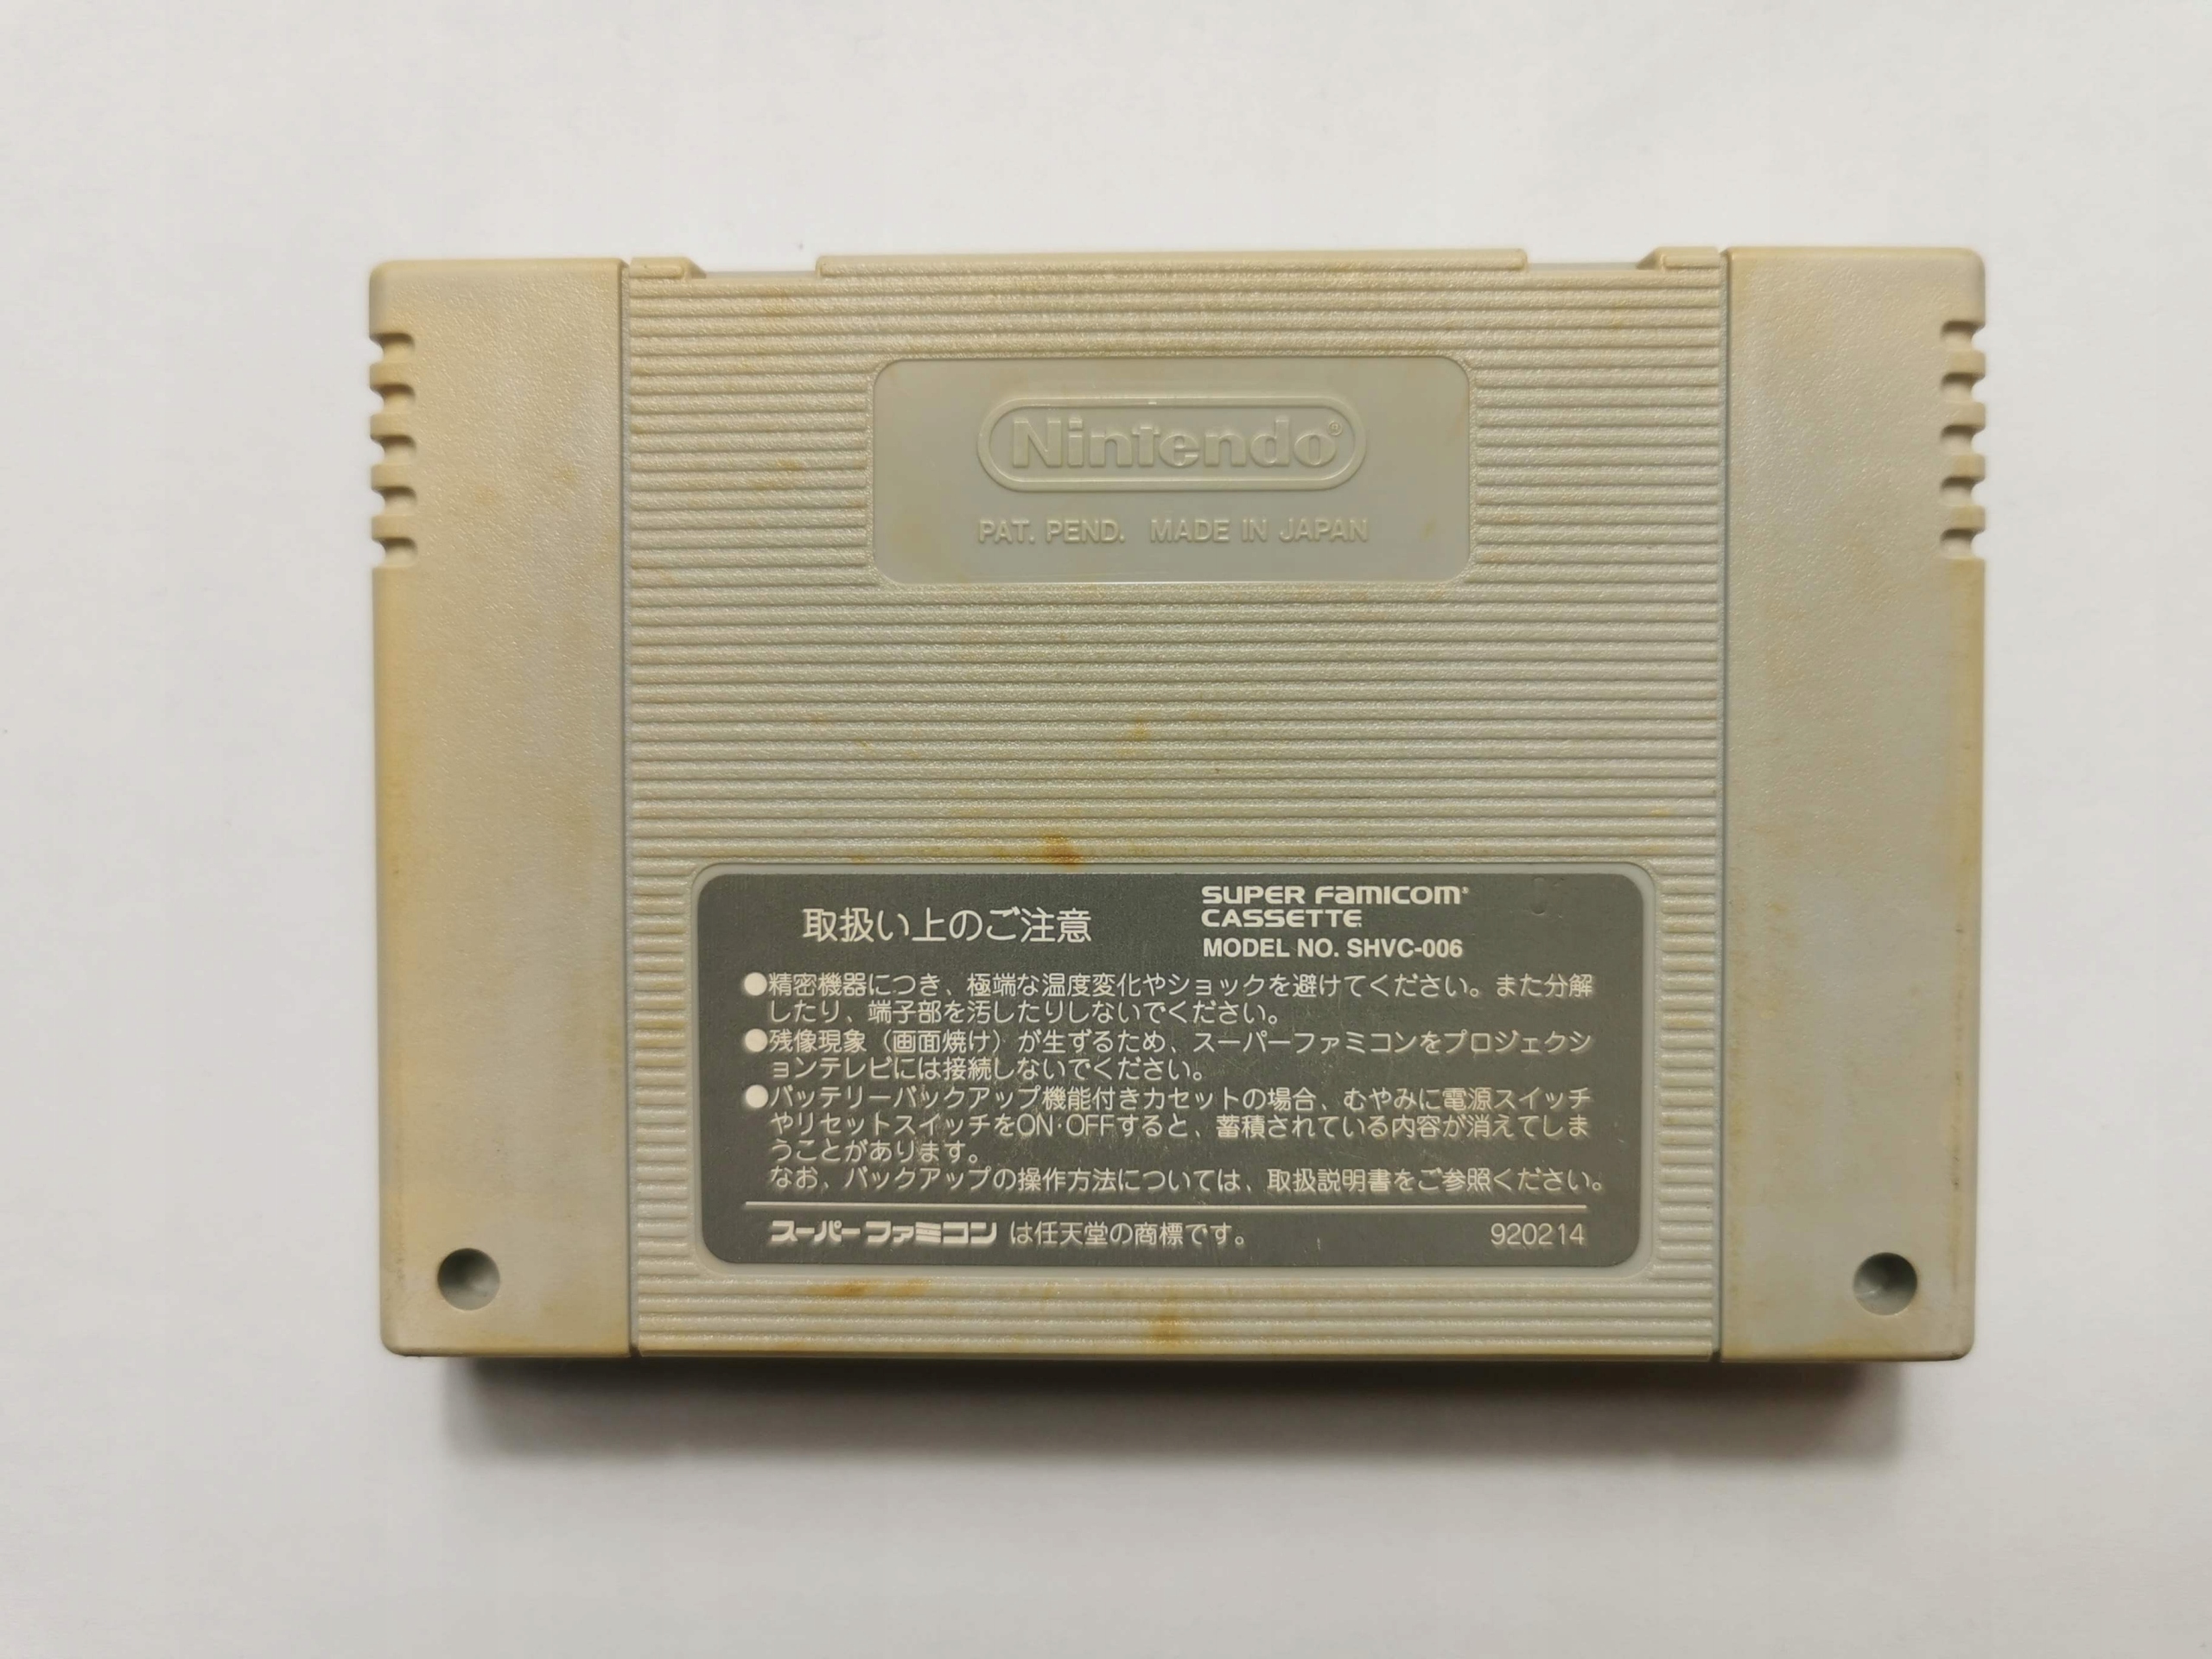 Nintendo®
PAT. PEND. MADE IN JAPAN
取扱い上のご注意
SUPER FAMICOM®
CASSETTE
MODEL NO. SHVC-006
●精密機器につき、極端な温度変化やショックを避けてください。また分解
したり、端子部を汚したりしないでください。
●残像現象（画面焼け）が生ずるため、スーパーファミコンをプロジェクシ
ョンテレビには接続しないでください。
●バッテリーバックアップ機能付きカセットの場合、むやみに電源スイッチ
やリセットスイッチをON・OFFすると、蓄積されている内容が消えてしま
うことがあります。
なお、バックアップの操作方法については、取扱説明書をご参照ください。
スーパーファミコン は任天堂の商標です。
920214